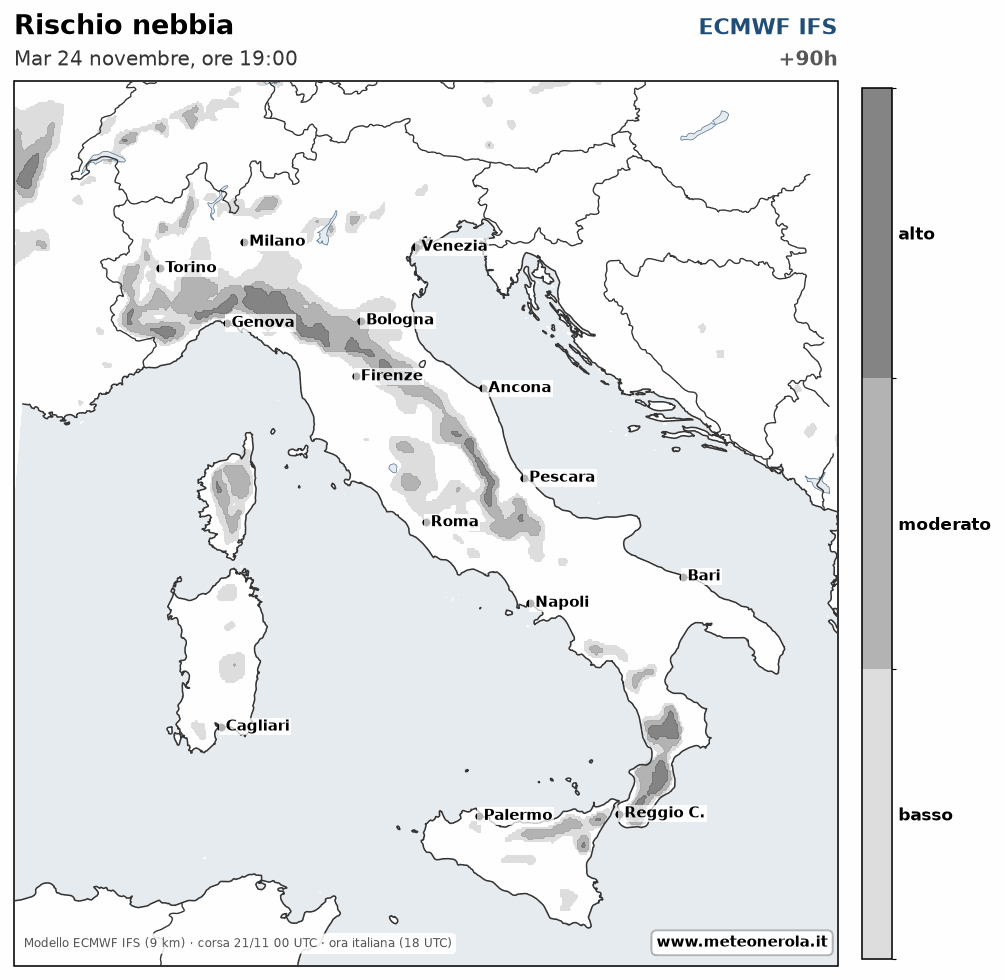 Rischio nebbia
ECMWF IFS
Mar 24 novembre, ore 19:00
+90h
Milano
Venezia
Torino
Genova
Bologna
Firenze
Ancona
Pescara
Roma
Bari
Napoli
Cagliari
Palermo
Reggio C.
alto
moderato
basso
Modello ECMWF IFS (9 km) · corsa 21/11 00 UTC · ora italiana (18 UTC)
www.meteonerola.it